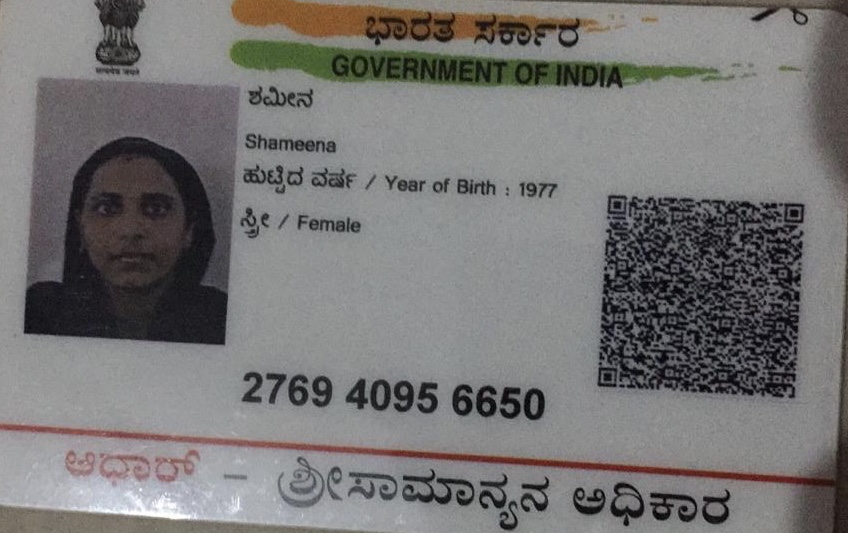 ಭಾರತ ಸರ್ಕಾರ
GOVERNMENT OF INDIA
ಶಮೀನ
Shameena
ಹುಟ್ಟಿದ ವರ್ಷ / Year of Birth : 1977
ಸ್ತ್ರೀ / Female
2769 4095 6650
ಆಧಾರ್ – ಶ್ರೀಸಾಮಾನ್ಯನ ಅಧಿಕಾರ